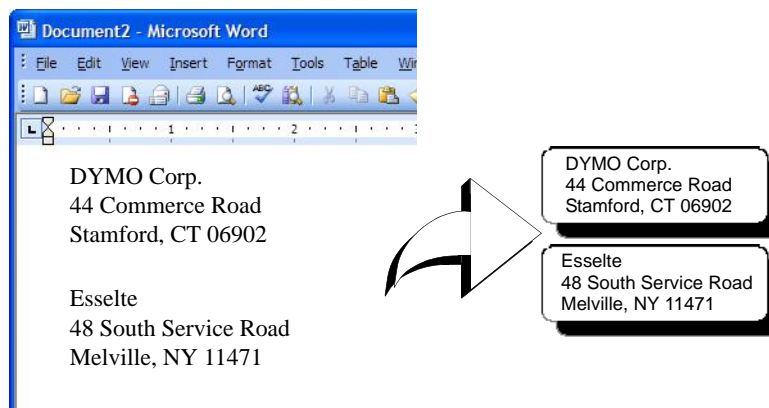 Document2 - Microsoft Word
File Edit View Insert Format Tools Table
ABC
1 2
DYMO Corp.
44 Commerce Road
Stamford, CT 06902
Esselte
48 South Service Road
Melville, NY 11471
DYMO Corp.
44 Commerce Road
Stamford, CT 06902
Esselte
48 South Service Road
Melville, NY 11471